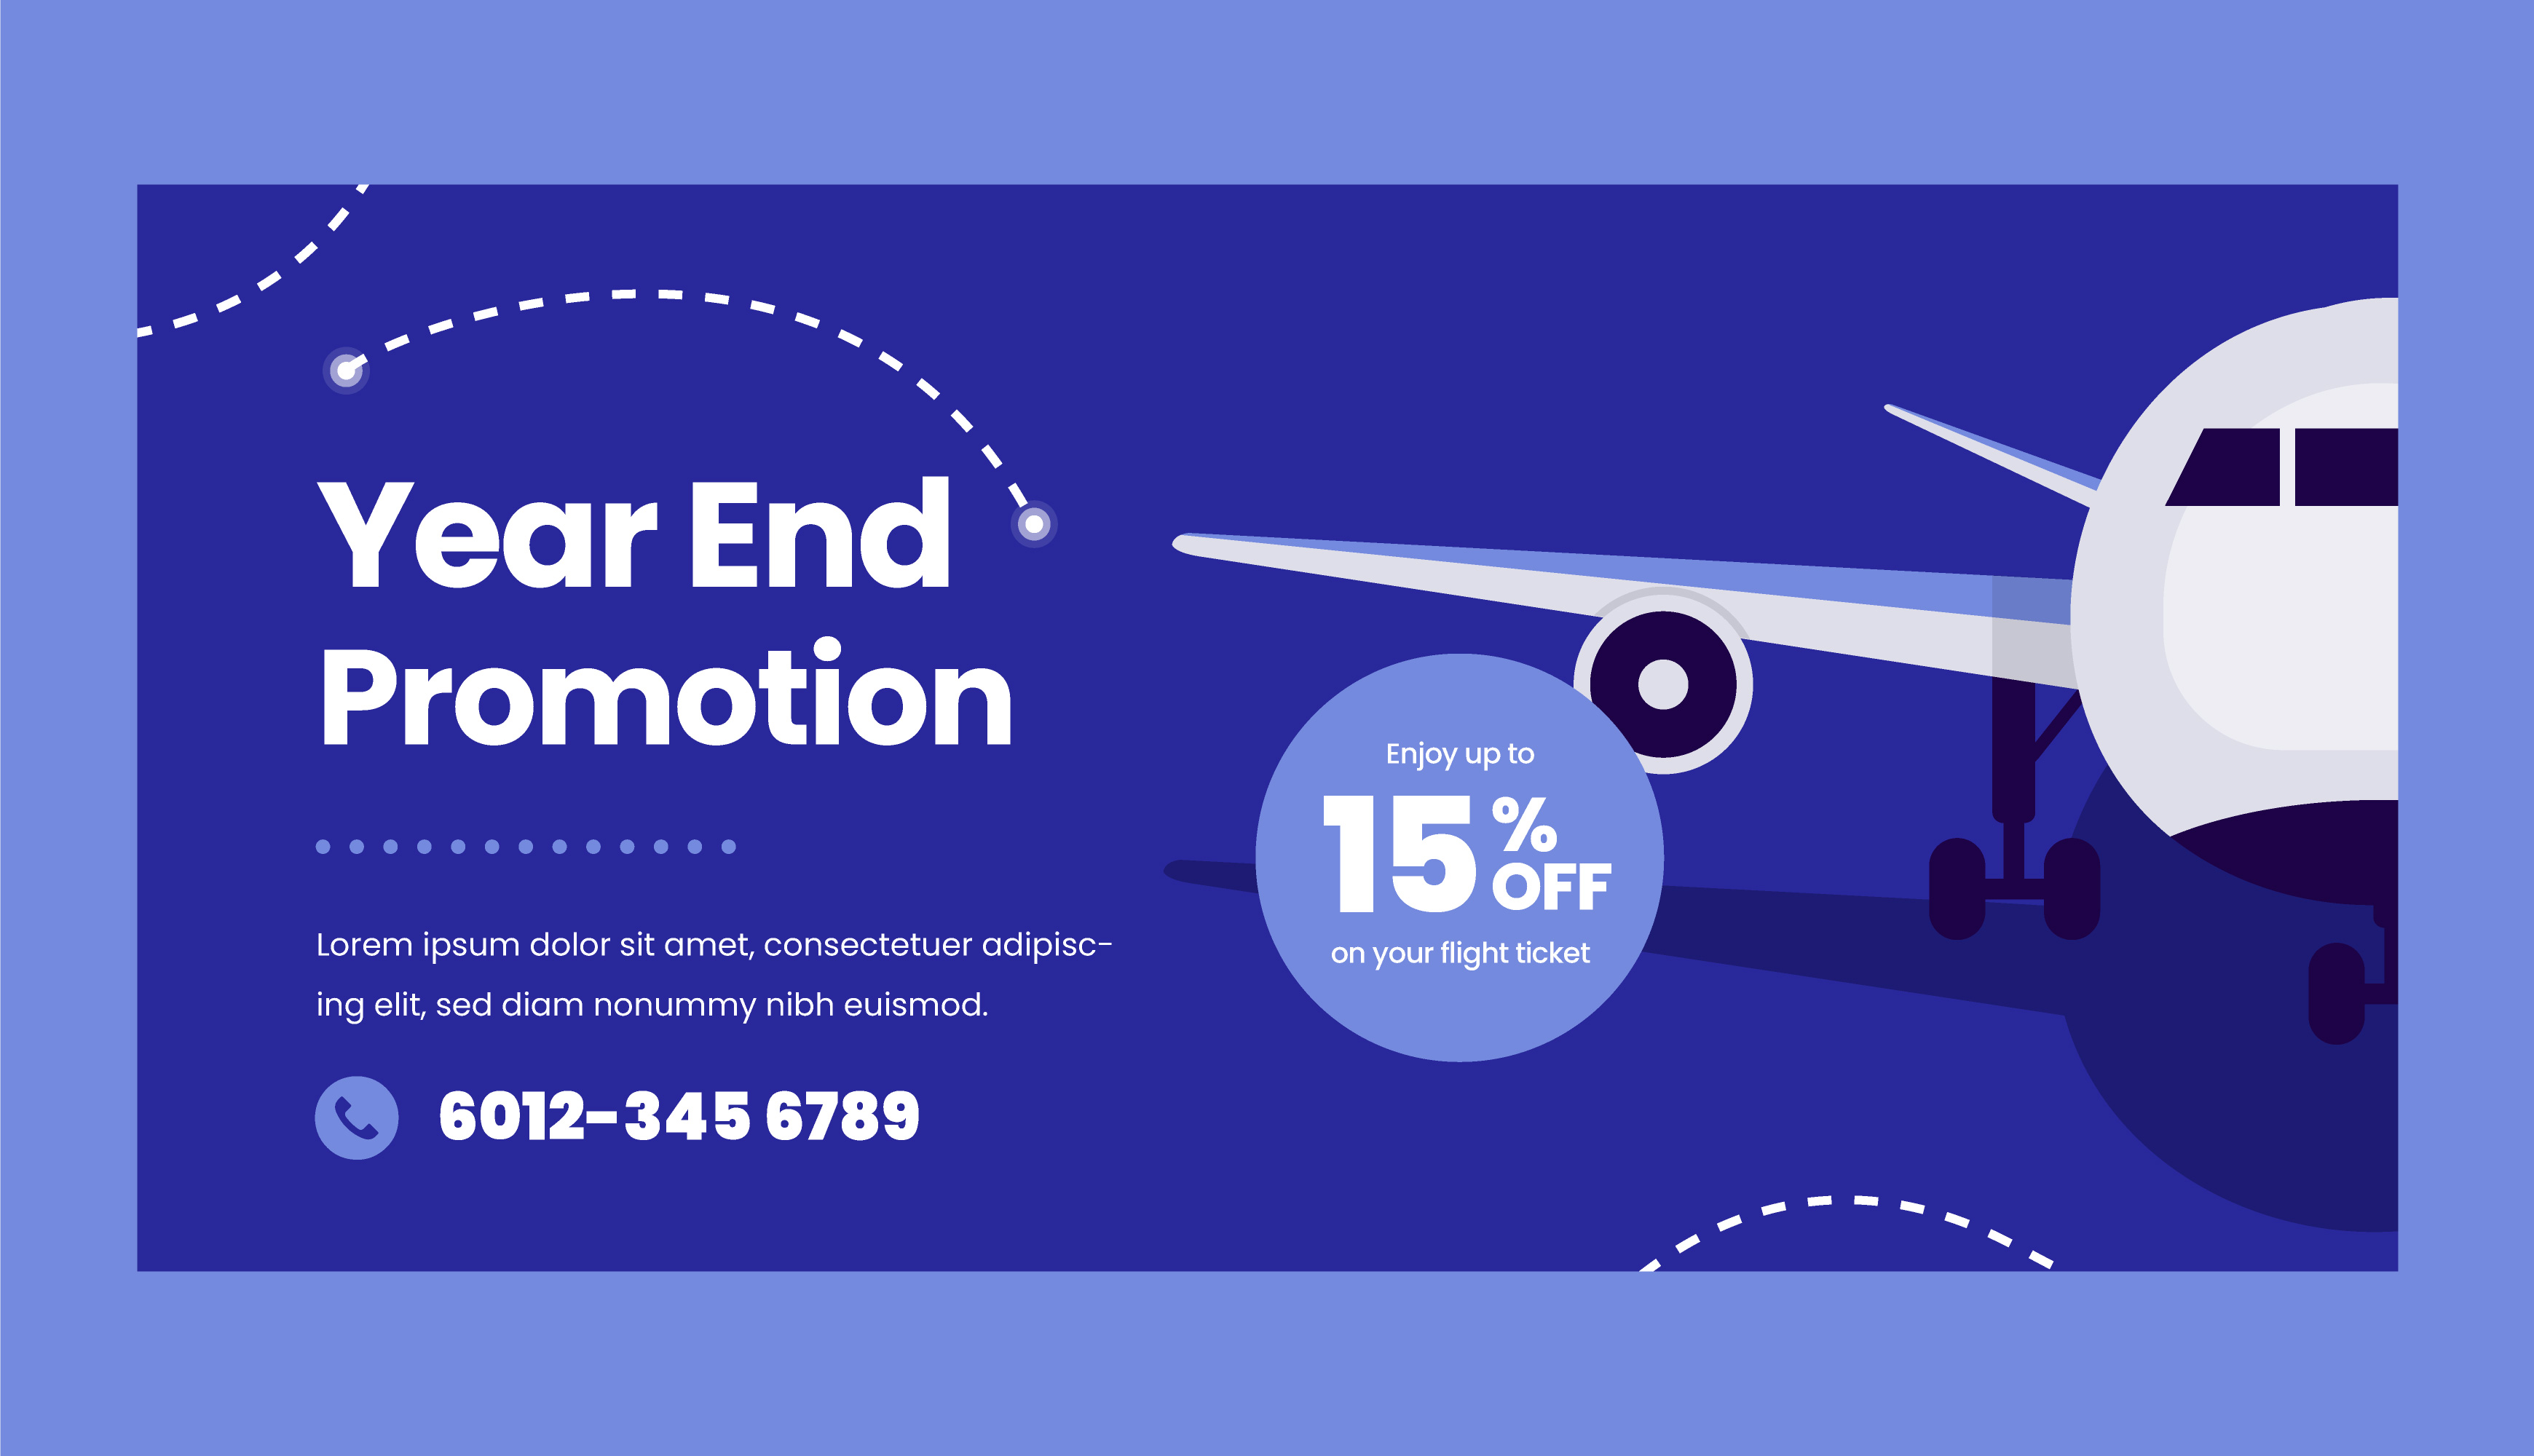 Year End
Promotion
Lorem ipsum dolor sit amet, consectetuer adipisc-
ing elit, sed diam nonummy nibh euismod.
6012-345 6789
Enjoy up to
15%
OFF
on your flight ticket